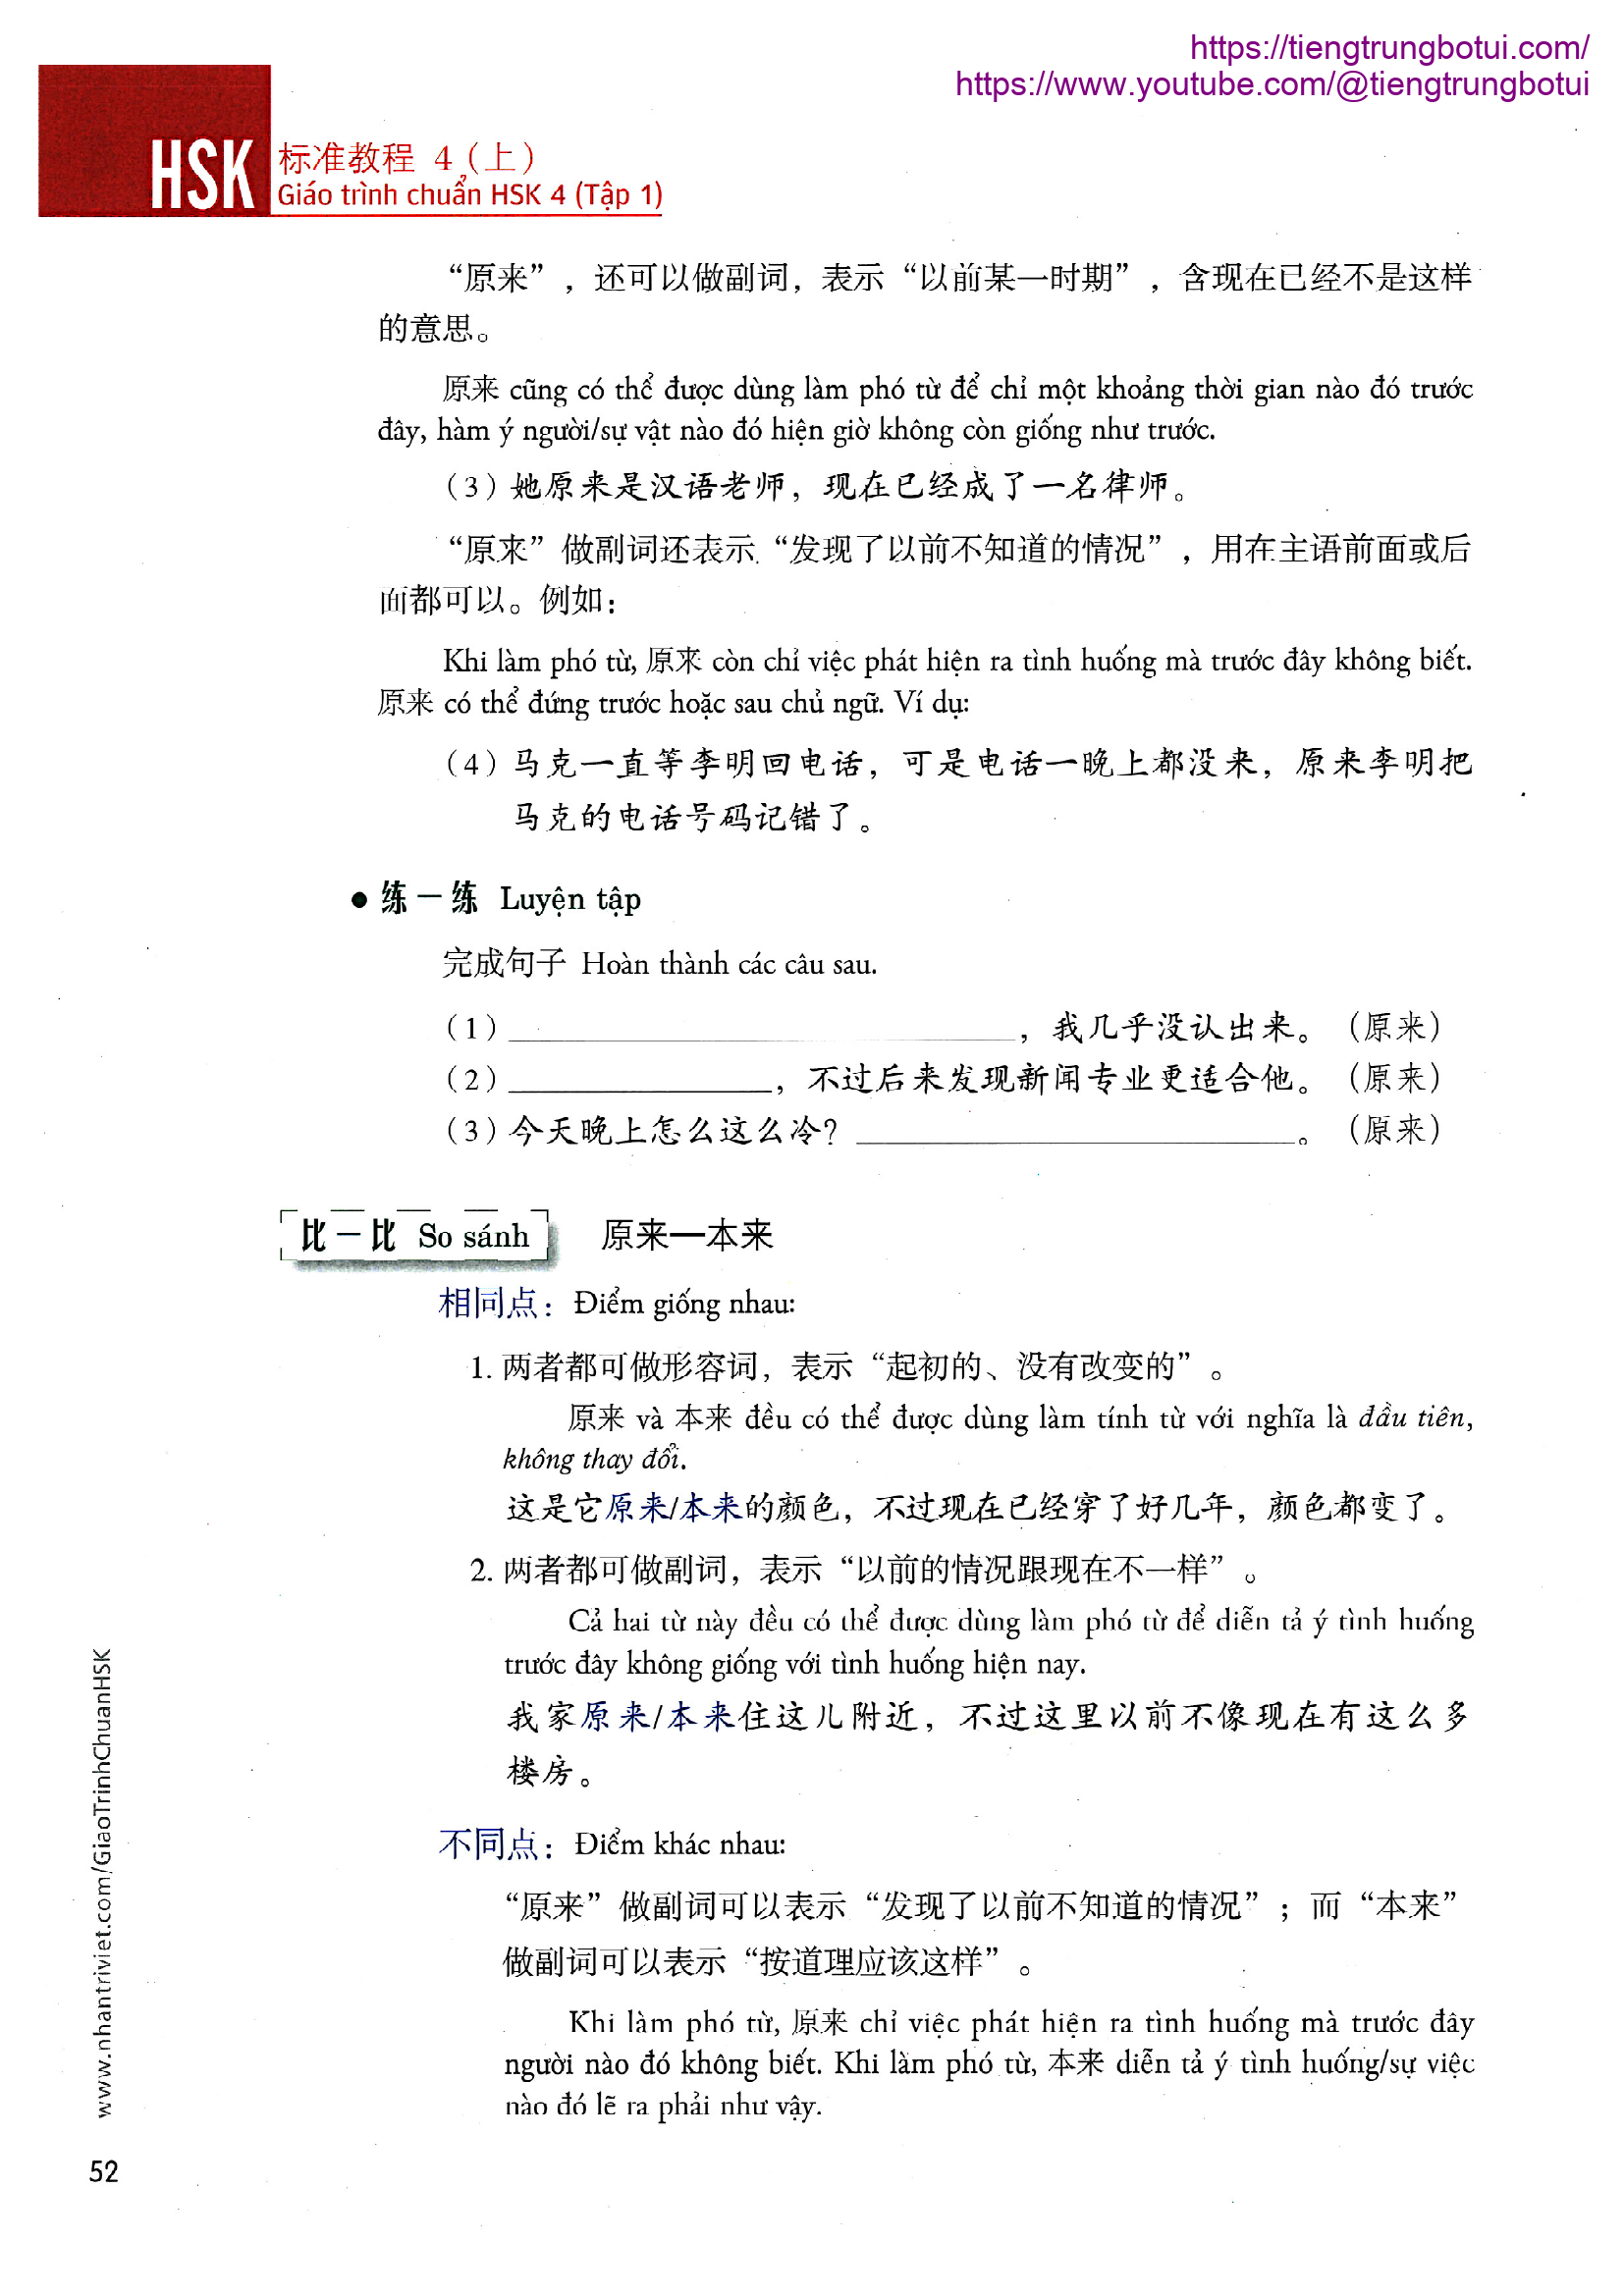 https://tiengtrungbotui.com/
https://www.youtube.com/@tiengtrungbotui
HSK 标准教程 4（上）
Giáo trình chuẩn HSK 4 (Tập 1)
“原来”，还可以做副词，表示“以前某一时期”，含现在已经不是这样
的意思。
原来 cũng có thể được dùng làm phó từ để chỉ một khoảng thời gian nào đó trước
đây, hàm ý người/sự vật nào đó hiện giờ không còn giống như trước.
（3）她原来是汉语老师，现在已经成了一名律师。
“原来”做副词还表示“发现了以前不知道的情况”，用在主语前面或后
面都可以。例如：
Khi làm phó từ, 原来 còn chỉ việc phát hiện ra tình huống mà trước đây không biết.
原来 có thể đứng trước hoặc sau chủ ngữ. Ví dụ:
（4）马克一直等李明回电话，可是电话一晚上都没来，原来李明把
马克的电话号码记错了。
● 练一练 Luyện tập
完成句子 Hoàn thành các câu sau.
（1）____________________，我几乎没认出来。（原来）
（2）____________，不过后来发现新闻专业更适合他。（原来）
（3）今天晚上怎么这么冷？____________________。（原来）
比一比 So sánh 原来—本来
相同点：Điểm giống nhau:
1. 两者都可做形容词，表示“起初的、没有改变的”。
原来 và 本来 đều có thể được dùng làm tính từ với nghĩa là đầu tiên,
không thay đổi.
这是它原来/本来的颜色，不过现在已经穿了好几年，颜色都变了。
2. 两者都可做副词，表示“以前的情况跟现在不一样”。
Cả hai từ này đều có thể được dùng làm phó từ để diễn tả ý tình huống
trước đây không giống với tình huống hiện nay.
我家原来/本来住这儿附近，不过这里以前不像现在有这么多
楼房。
不同点：Điểm khác nhau:
“原来”做副词可以表示“发现了以前不知道的情况”；而“本来”
做副词可以表示“按道理应该这样”。
Khi làm phó từ, 原来 chỉ việc phát hiện ra tình huống mà trước đây
người nào đó không biết. Khi làm phó từ, 本来 diễn tả ý tình huống/sự việc
nào đó lẽ ra phải như vậy.
www.nhantriviet.com/GiaoTrinhChuanHSK
52